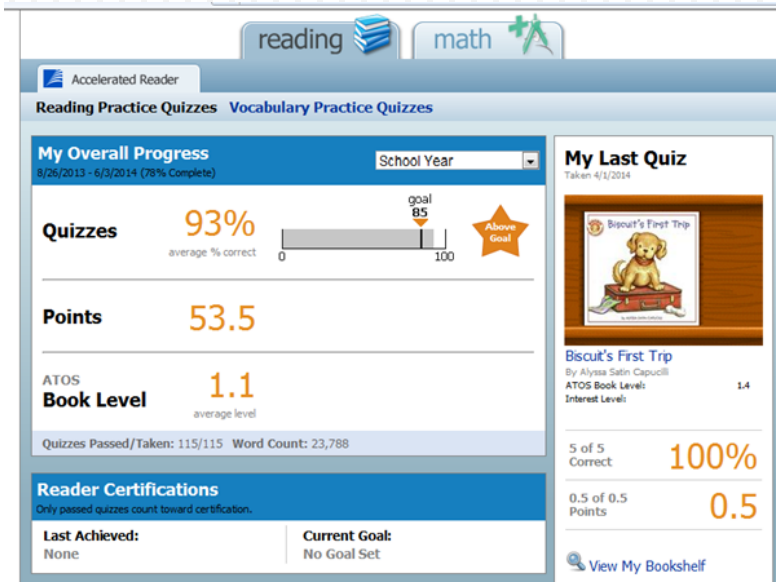 reading
math
Accelerated Reader
Reading Practice Quizzes Vocabulary Practice Quizzes
My Overall Progress
8/26/2013 - 6/3/2014 (78% Complete)
School Year
Quizzes
93%
average % correct
goal
85
0
100
Above
Goal
Points
53.5
ATOS
Book Level
1.1
average level
Quizzes Passed/Taken: 115/115 Word Count: 23,788
Reader Certifications
Only passed quizzes count toward certification.
Last Achieved:
None
Current Goal:
No Goal Set
My Last Quiz
Taken 4/1/2014
Biscuit's First Trip
Biscuit's First Trip
By Alyssa Satin Capucilli
ATOS Book Level: 1.4
Interest Level:
5 of 5
Correct
100%
0.5 of 0.5
Points
0.5
View My Bookshelf